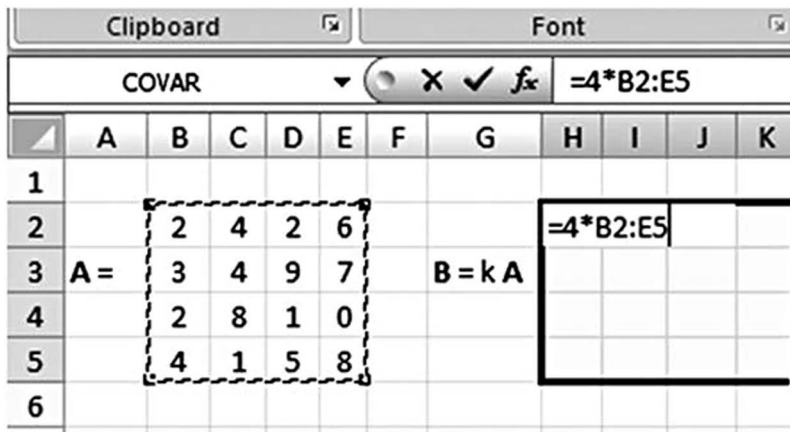 Clipboard Font
COVAR fx =4*B2:E5
A B C D E F G H I J K
1
2 2 4 2 6 =4*B2:E5
3 A = 3 4 9 7 B = k A
4 2 8 1 0
5 4 1 5 8
6